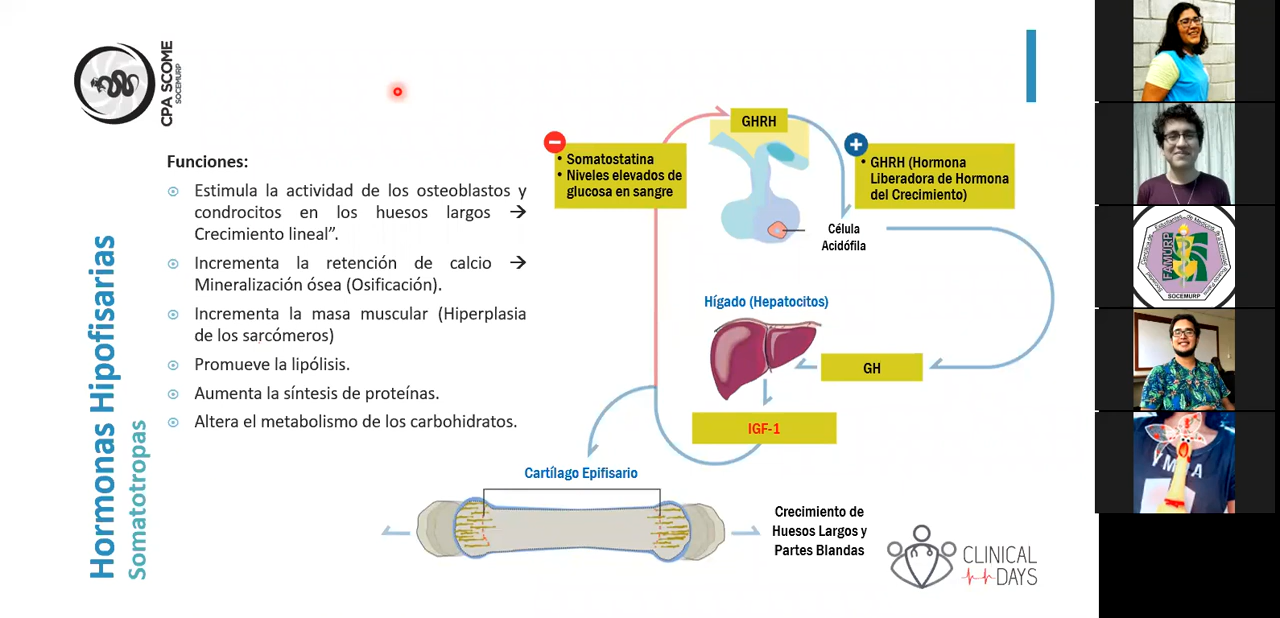 CPA SCOME
SOCEMURP
Hormonas Hipofisarias
Somatotropas
Funciones:
Estimula la actividad de los osteoblastos y
condrocitos en los huesos largos →
Crecimiento lineal”.
Incrementa la retención de calcio →
Mineralización ósea (Osificación).
Incrementa la masa muscular (Hiperplasia
de los sarcómeros)
Promueve la lipólisis.
Aumenta la síntesis de proteínas.
Altera el metabolismo de los carbohidratos.
GHRH
• Somatostatina
• Niveles elevados de
glucosa en sangre
• GHRH (Hormona
Liberadora de Hormona
del Crecimiento)
Célula
Acidófila
Hígado (Hepatocitos)
GH
IGF-1
Cartílago Epifisario
Crecimiento de
Huesos Largos y
Partes Blandas
CLINICAL
DAYS
FAMURP
SOCEMURP